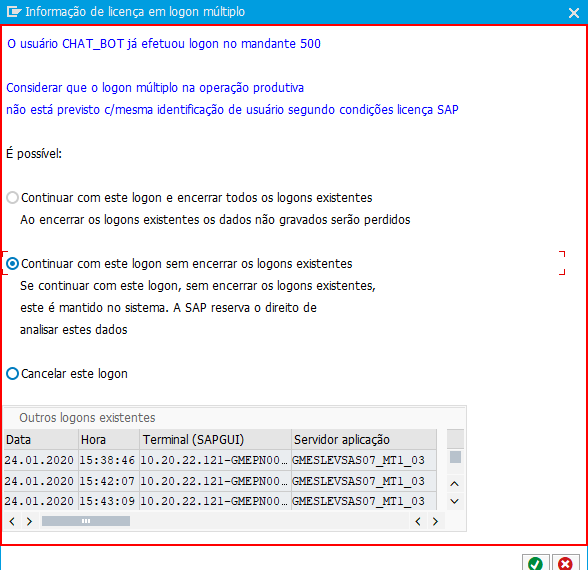 Informação de licença em logon múltiplo
O usuário CHAT_BOT já efetuou logon no mandante 500
Considerar que o logon múltiplo na operação produtiva
não está previsto c/mesma identificação de usuário segundo condições licença SAP
É possível:
Continuar com este logon e encerrar todos os logons existentes
Ao encerrar os logons existentes os dados não gravados serão perdidos
Continuar com este logon sem encerrar os logons existentes
Se continuar com este logon, sem encerrar os logons existentes,
este é mantido no sistema. A SAP reserva o direito de
analisar estes dados
Cancelar este logon
Outros logons existentes
Data Hora Terminal (SAPGUI) Servidor aplicação
24.01.2020 15:38:46 10.20.22.121-GMEPN00… GMESLEVSAS07_MT1_03
24.01.2020 15:42:07 10.20.22.121-GMEPN00… GMESLEVSAS07_MT1_03
24.01.2020 15:43:09 10.20.22.121-GMEPN00… GMESLEVSAS07_MT1_03